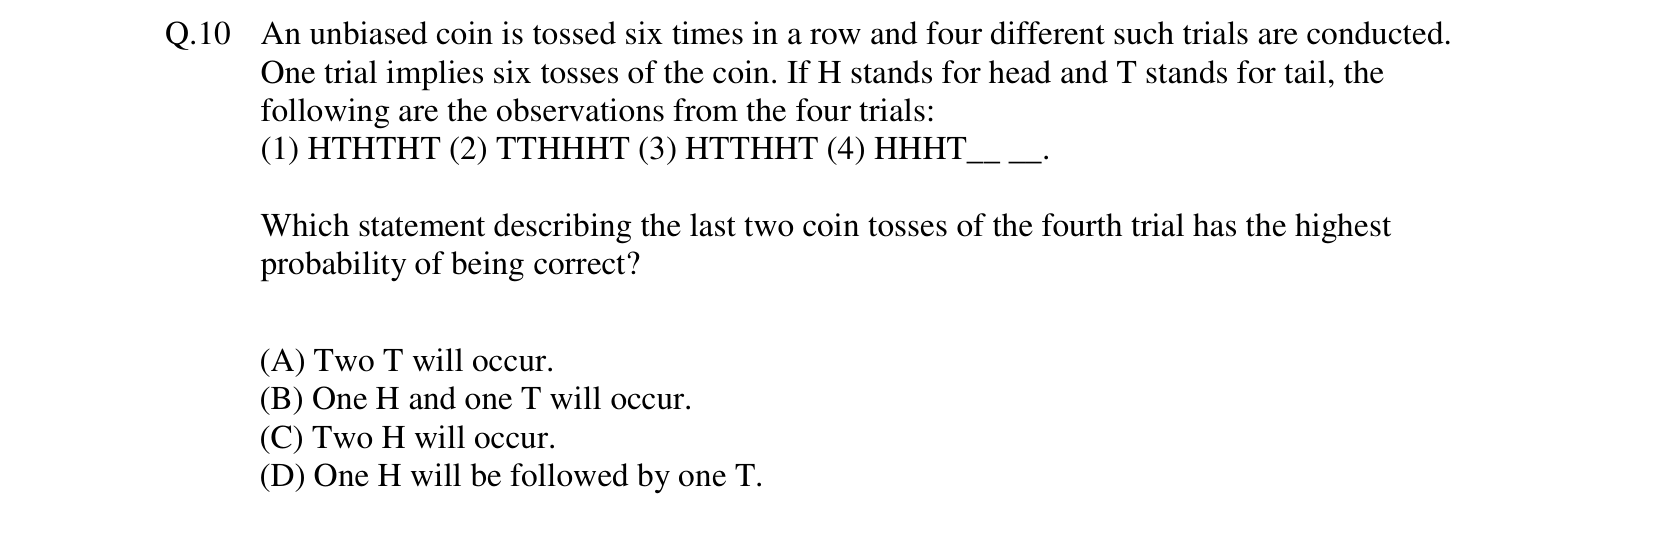 Q.10 An unbiased coin is tossed six times in a row and four different such trials are conducted.
One trial implies six tosses of the coin. If H stands for head and T stands for tail, the
following are the observations from the four trials:
(1) HTHTHT (2) TTHHHT (3) HTTHHT (4) HHHT__ __.
Which statement describing the last two coin tosses of the fourth trial has the highest
probability of being correct?
(A) Two T will occur.
(B) One H and one T will occur.
(C) Two H will occur.
(D) One H will be followed by one T.